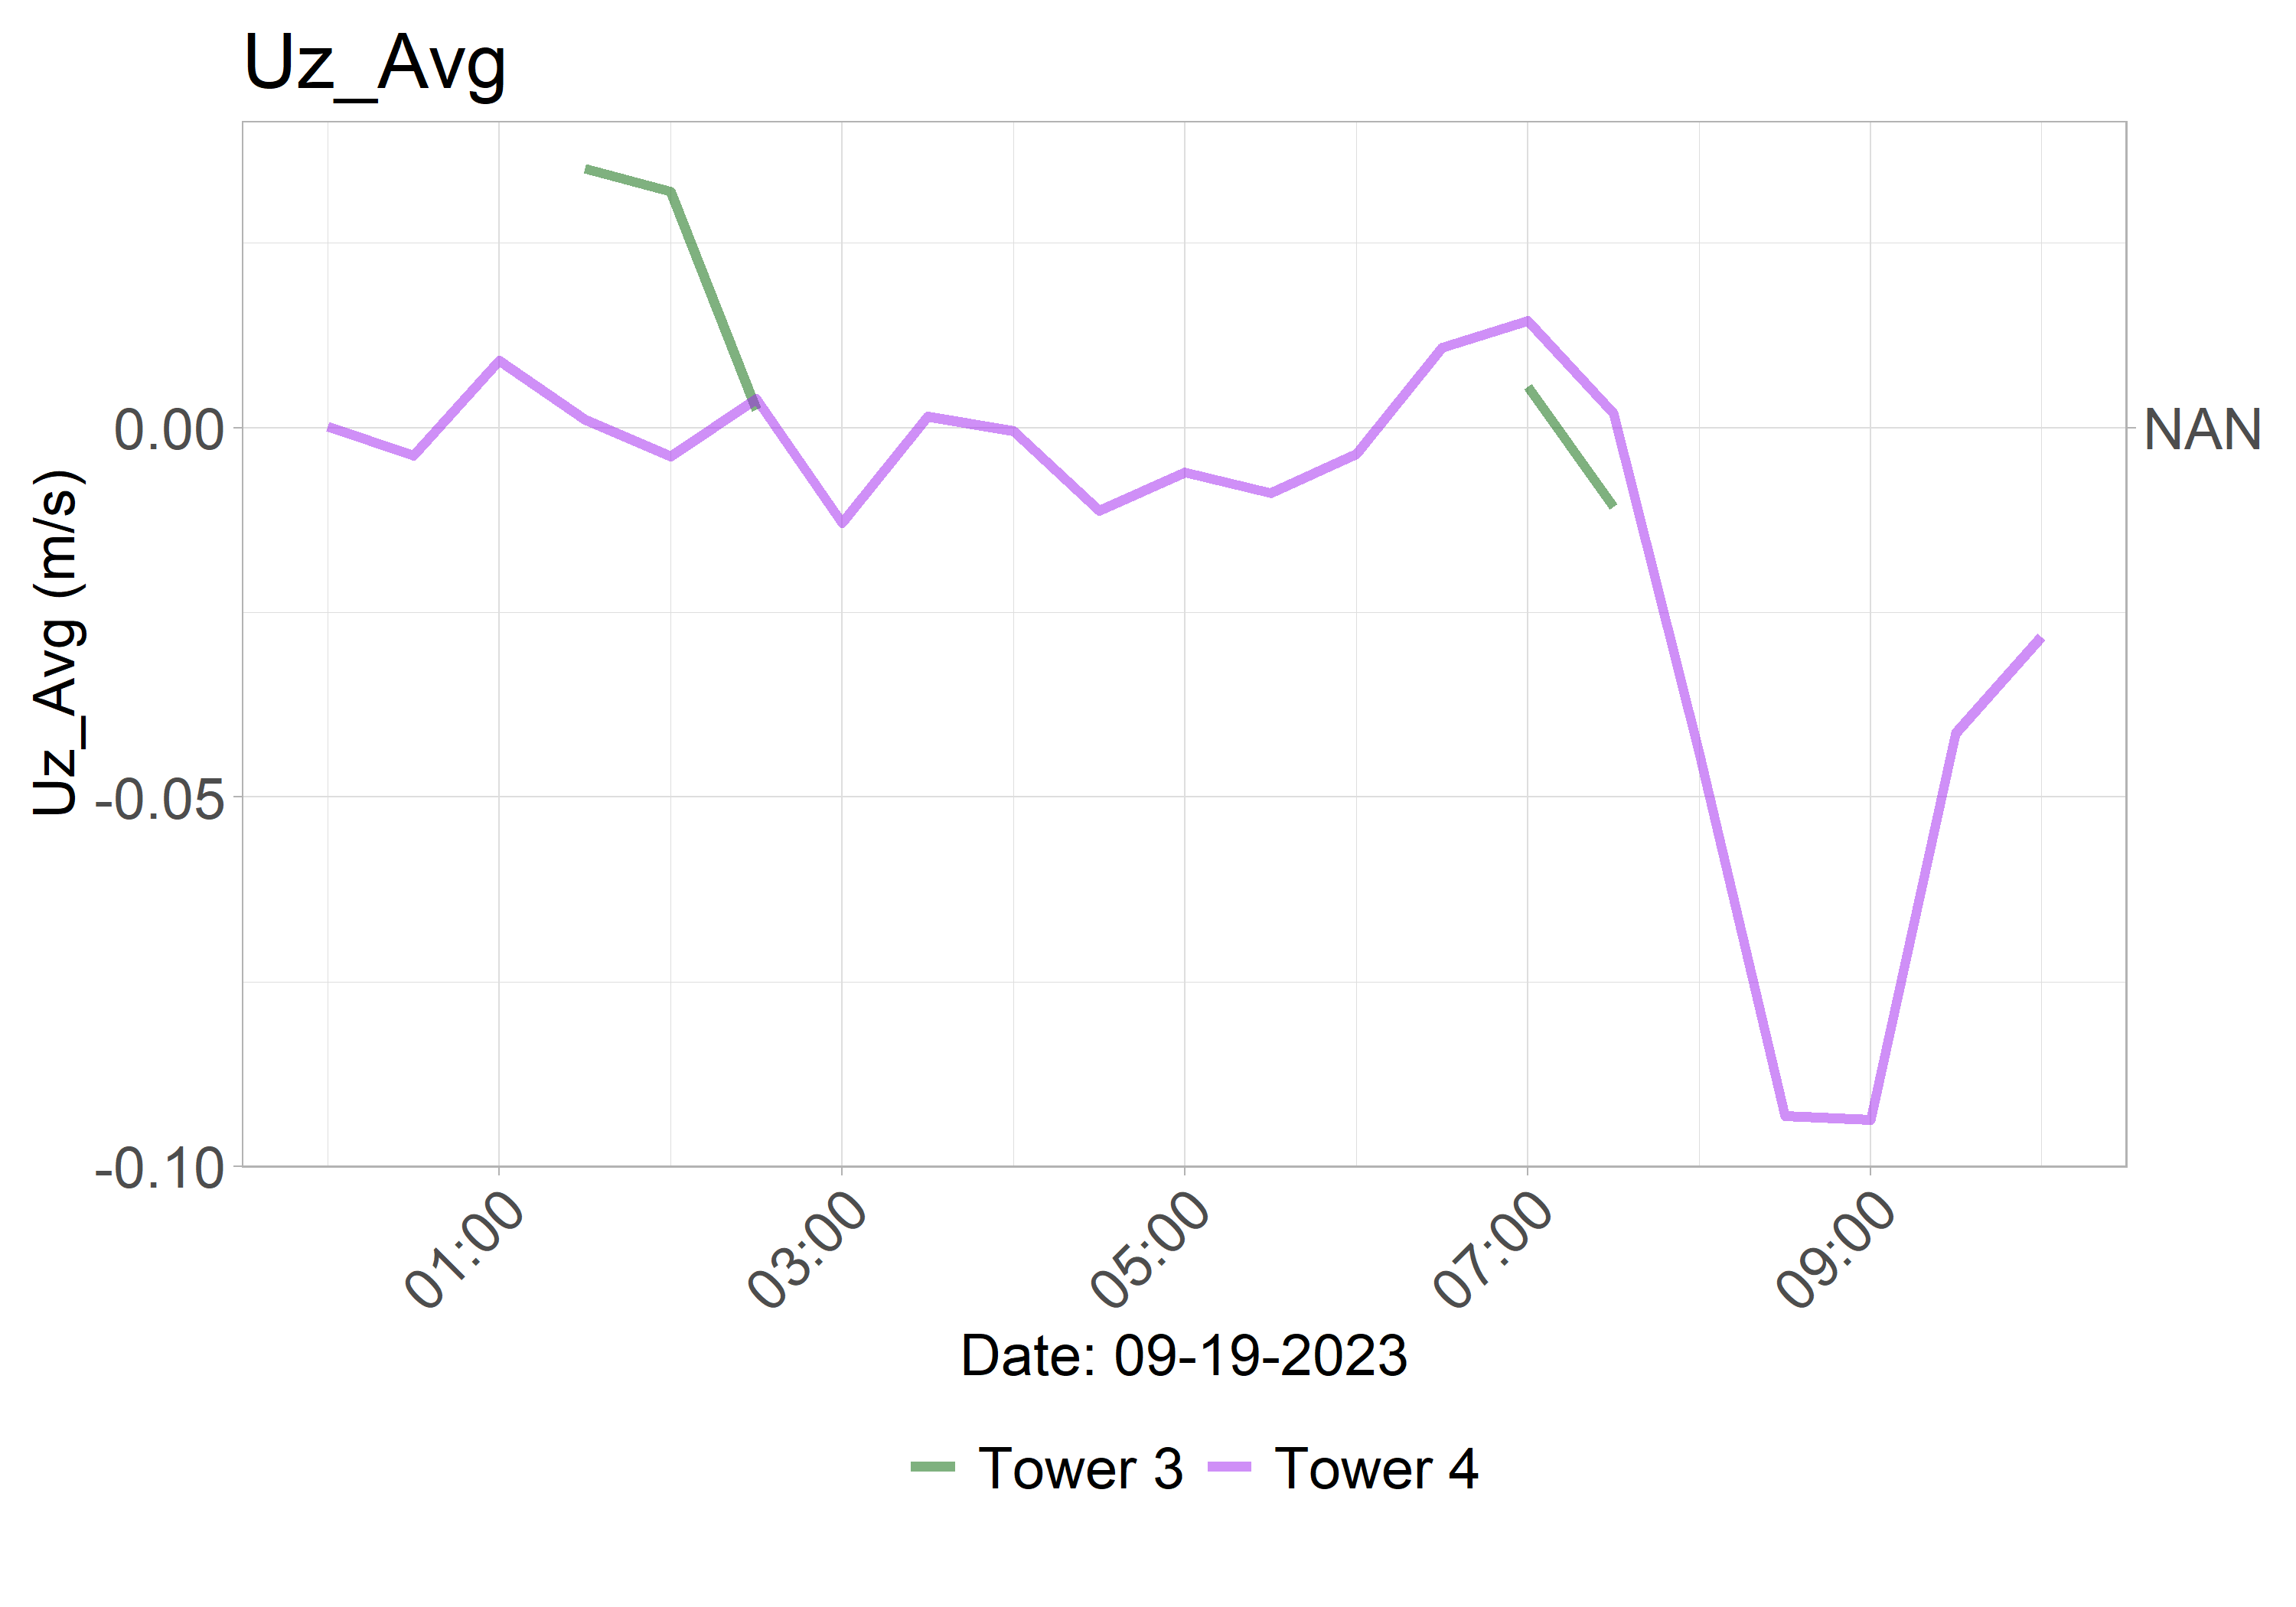 Uz_Avg
Uz_Avg (m/s)
0.00
-0.05
-0.10
NAN
01:00
03:00
05:00
07:00
09:00
Date: 09-19-2023
Tower 3
Tower 4